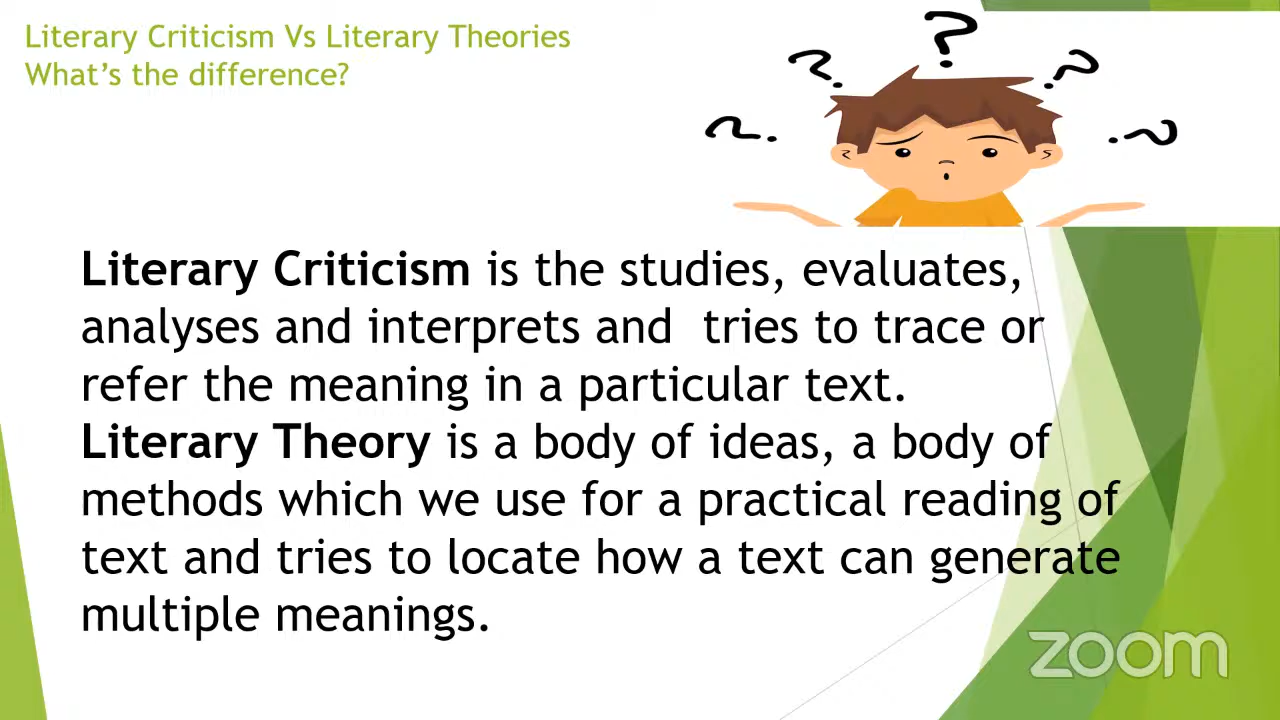 Literary Criticism Vs Literary Theories
What's the difference?
? ? ? ? ?
Literary Criticism is the studies, evaluates,
analyses and interprets and  tries to trace or
refer the meaning in a particular text.
Literary Theory is a body of ideas, a body of
methods which we use for a practical reading of
text and tries to locate how a text can generate
multiple meanings.
zoom